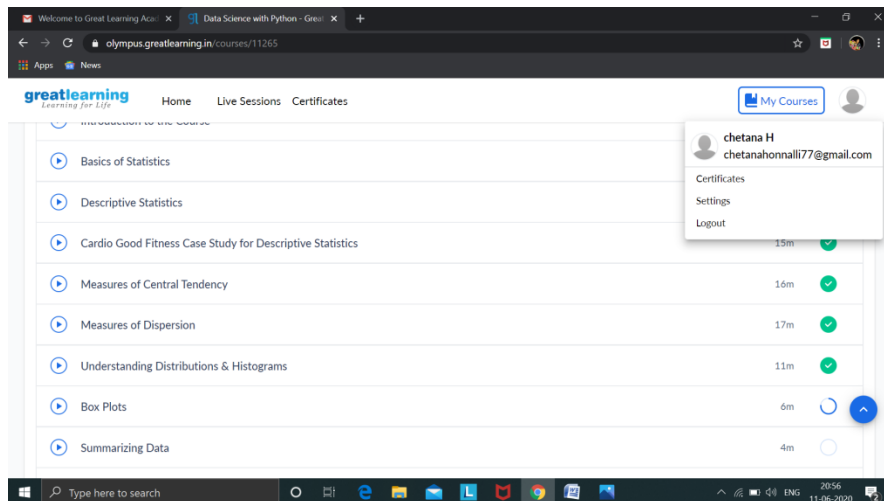 Welcome to Great Learning Acad
Data Science with Python - Great
olympus.greatlearning.in/courses/11265
Apps News
greatlearning
Learning for Life
Home Live Sessions Certificates My Courses
Introduction to the Course
chetana H
chetanahonnalli77@gmail.com
Certificates
Settings
Logout
Basics of Statistics
Descriptive Statistics
Cardio Good Fitness Case Study for Descriptive Statistics 15m
Measures of Central Tendency 16m
Measures of Dispersion 17m
Understanding Distributions & Histograms 11m
Box Plots 6m
Summarizing Data 4m
Type here to search ENG 20:56
11-06-2020